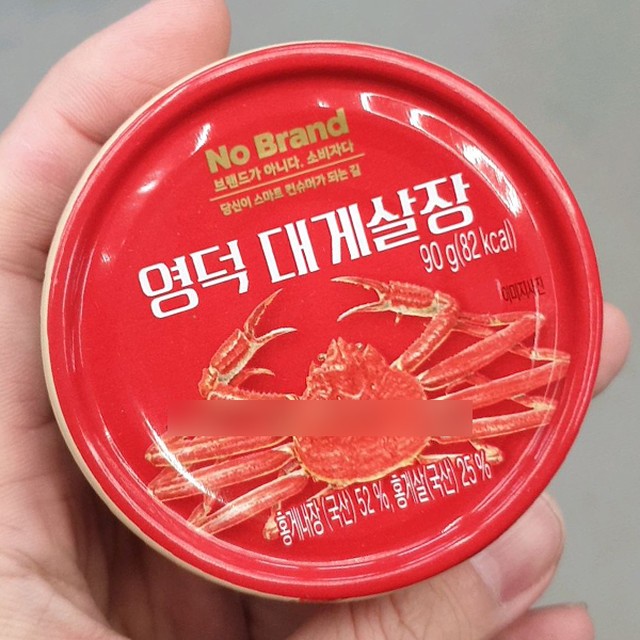 No Brand
브랜드가 아니다. 소비자다
당신이 스마트 컨슈머가 되는 길
영덕 대게살장
90 g(82 kcal)
이미지사진
홍게내장(국산) 52 % 홍게살(국산) 25 %